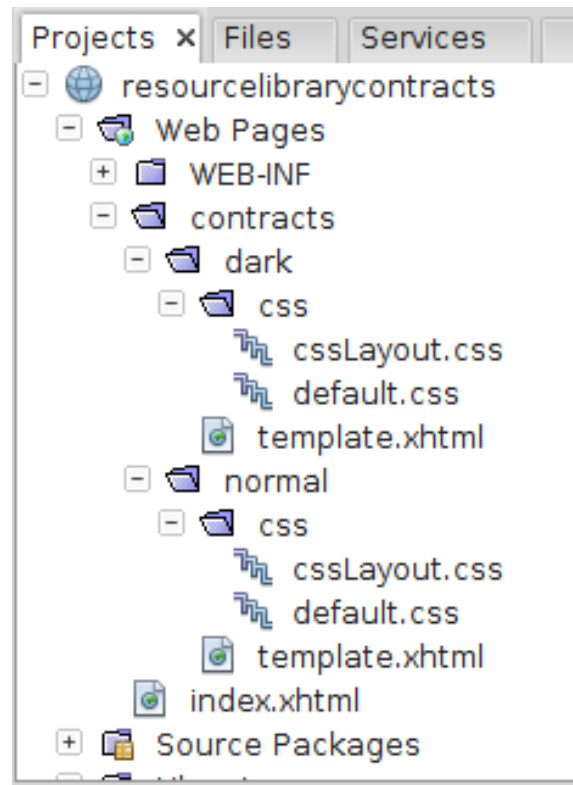 Projects Files Services
resourcelibrarycontracts
Web Pages
WEB-INF
contracts
dark
css
cssLayout.css
default.css
template.xhtml
normal
css
cssLayout.css
default.css
template.xhtml
index.xhtml
Source Packages